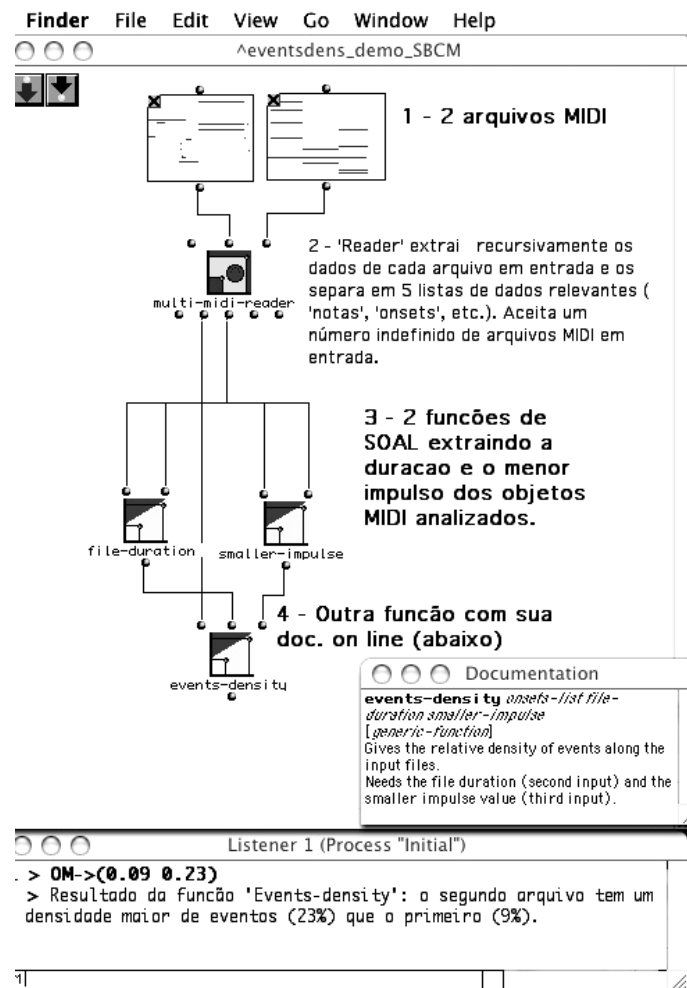 Finder File Edit View Go Window Help
^eventsdens_demo_SBCM
1 - 2 arquivos MIDI
2 - 'Reader' extrai recursivamente os
dados de cada arquivo em entrada e os
separa em 5 listas de dados relevantes (
'notas', 'onsets', etc.). Aceita um
número indefinido de arquivos MIDI em
entrada.
multi-midi-reader
3 - 2 funcões de
SOAL extraindo a
duracao e o menor
impulso dos objetos
MIDI analizados.
file-duration smaller-impulse
4 - Outra funcão com sua
doc. on line (abaixo)
events-density
Documentation
events-density onsets-list file-
duration smaller-impulse
[generic-function]
Gives the relative density of events along the
input files.
Needs the file duration (second input) and the
smaller impulse value (third input).
Listener 1 (Process "Initial")
> OM->(0.09 0.23)
> Resultado da funcão 'Events-density': o segundo arquivo tem um
densidade maior de eventos (23%) que o primeiro (9%).